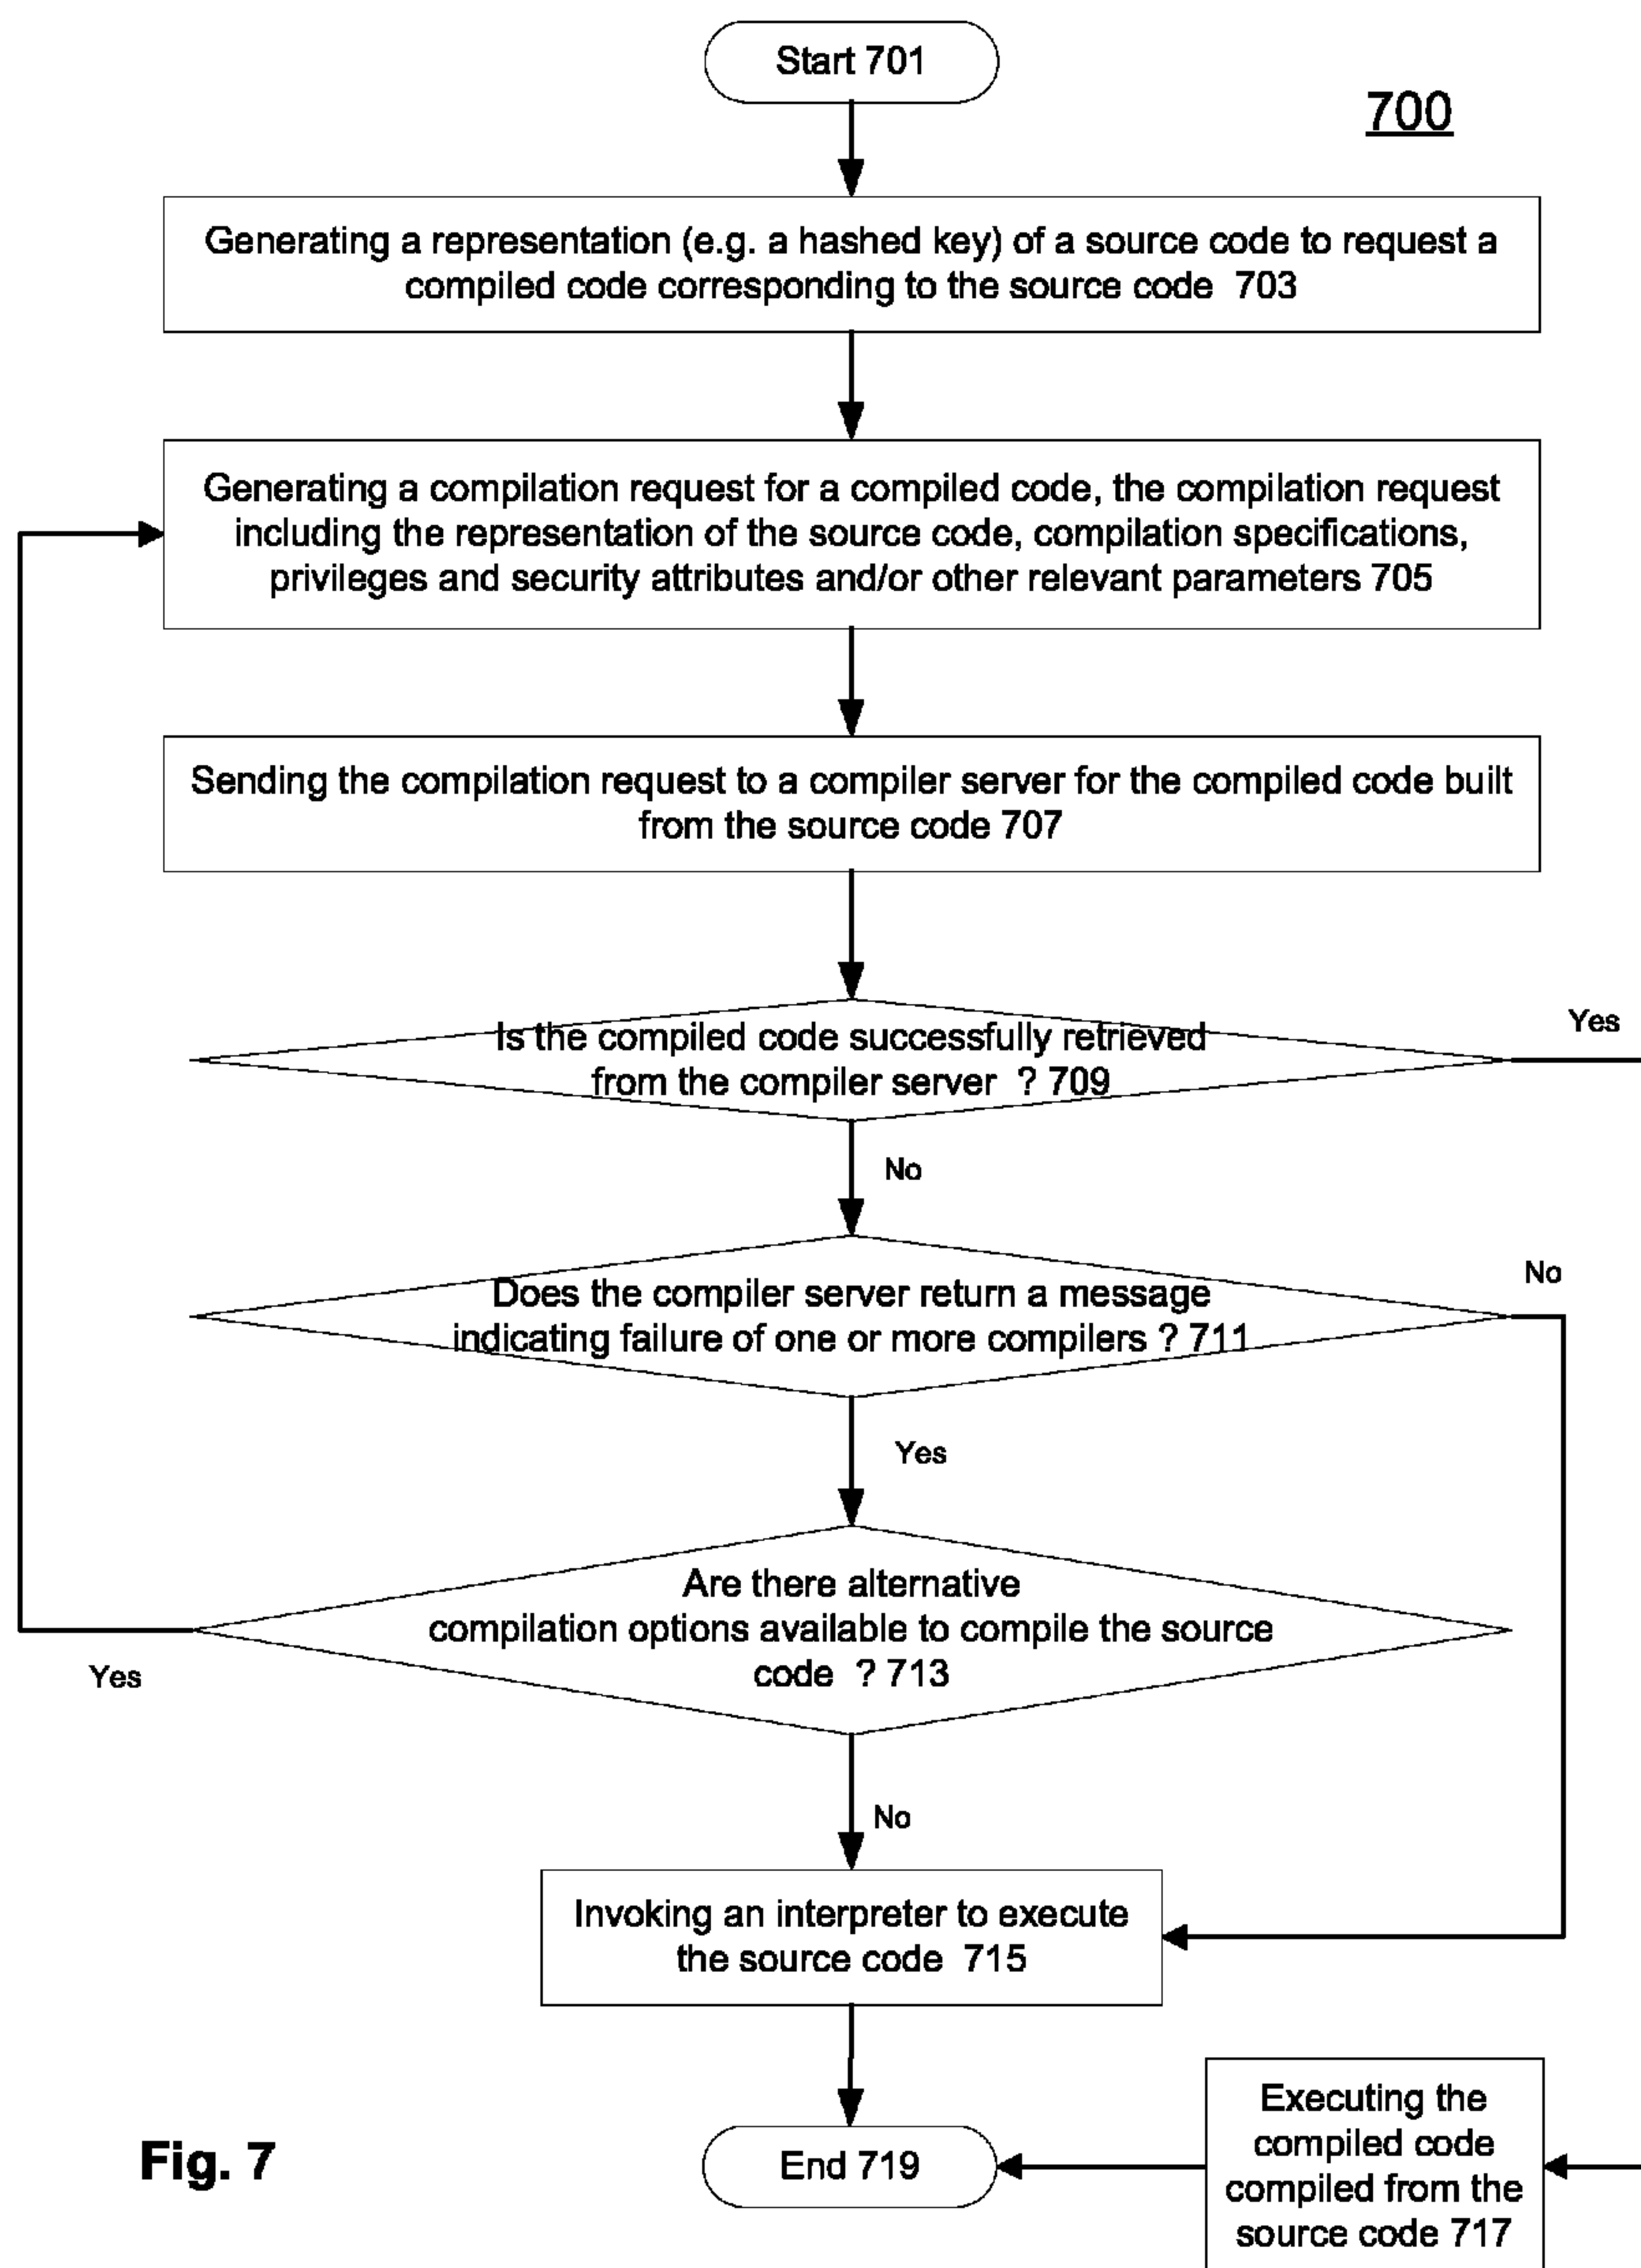 Start 701
700
Generating a representation (e.g. a hashed key) of a source code to request a
compiled code corresponding to the source code 703
Generating a compilation request for a compiled code, the compilation request
including the representation of the source code, compilation specifications,
privileges and security attributes and/or other relevant parameters 705
Sending the compilation request to a compiler server for the compiled code built
from the source code 707
Is the compiled code successfully retrieved
from the compiler server ? 709
Yes
No
Does the compiler server return a message
indicating failure of one or more compilers ? 711
No
Yes
Are there alternative
compilation options available to compile the source
code ? 713
Yes
No
Invoking an interpreter to execute
the source code 715
Executing the
compiled code
compiled from the
source code 717
End 719
Fig. 7